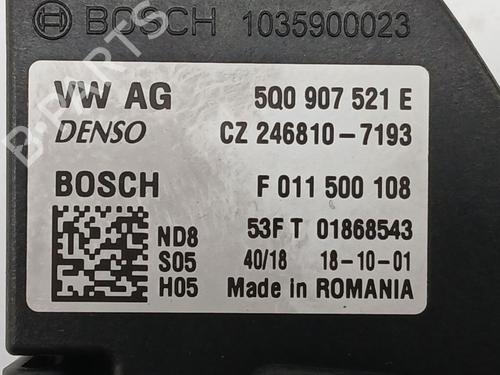 BOSCH 1035900023
VW AG 5Q0 907 521 E
DENSO CZ 246810-7193
BOSCH F 011 500 108
ND8 53F T 01868543
S05 40/18 18-10-01
H05 Made in ROMANIA
B-PARTS